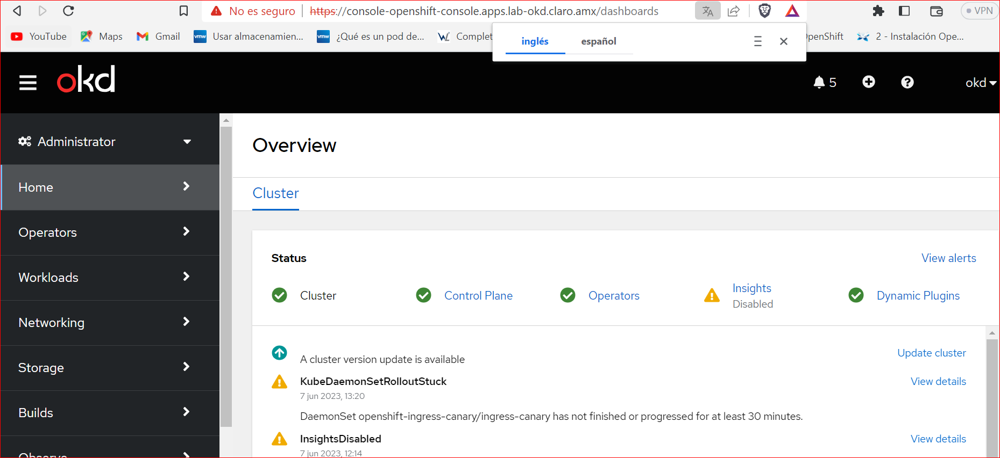 No es seguro https://console-openshift-console.apps.lab-okd.claro.amx/dashboards VPN
YouTube Maps Gmail vmw Usar almacenamien... vmw ¿Qué es un pod de... Complet OpenShift 2 - Instalación Ope...
inglés español
okd 5 okd
Administrator
Home
Operators
Workloads
Networking
Storage
Builds
Observe
Overview
Cluster
Status View alerts
Cluster Control Plane Operators Insights Dynamic Plugins
Disabled
A cluster version update is available Update cluster
KubeDaemonSetRolloutStuck View details
7 jun 2023, 13:20
DaemonSet openshift-ingress-canary/ingress-canary has not finished or progressed for at least 30 minutes.
InsightsDisabled View details
7 jun 2023, 12:14